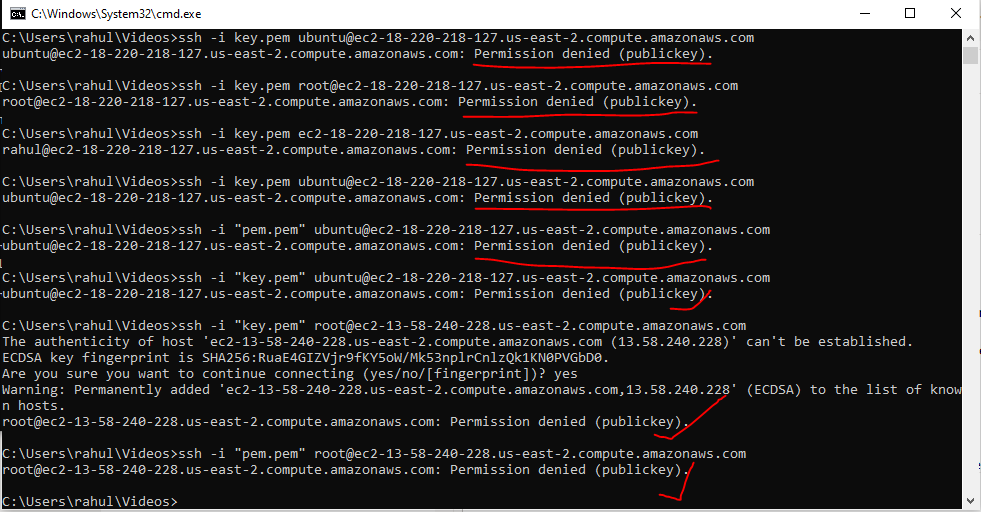 C:\Windows\System32\cmd.exe
C:\Users\rahul\Videos>ssh -i key.pem ubuntu@ec2-18-220-218-127.us-east-2.compute.amazonaws.com
ubuntu@ec2-18-220-218-127.us-east-2.compute.amazonaws.com: Permission denied (publickey).
C:\Users\rahul\Videos>ssh -i key.pem root@ec2-18-220-218-127.us-east-2.compute.amazonaws.com
root@ec2-18-220-218-127.us-east-2.compute.amazonaws.com: Permission denied (publickey).
C:\Users\rahul\Videos>ssh -i key.pem ec2-18-220-218-127.us-east-2.compute.amazonaws.com
rahul@ec2-18-220-218-127.us-east-2.compute.amazonaws.com: Permission denied (publickey).
C:\Users\rahul\Videos>ssh -i key.pem ubuntu@ec2-18-220-218-127.us-east-2.compute.amazonaws.com
ubuntu@ec2-18-220-218-127.us-east-2.compute.amazonaws.com: Permission denied (publickey).
C:\Users\rahul\Videos>ssh -i "pem.pem" ubuntu@ec2-18-220-218-127.us-east-2.compute.amazonaws.com
ubuntu@ec2-18-220-218-127.us-east-2.compute.amazonaws.com: Permission denied (publickey).
C:\Users\rahul\Videos>ssh -i "key.pem" ubuntu@ec2-18-220-218-127.us-east-2.compute.amazonaws.com
ubuntu@ec2-18-220-218-127.us-east-2.compute.amazonaws.com: Permission denied (publickey).
C:\Users\rahul\Videos>ssh -i "key.pem" root@ec2-13-58-240-228.us-east-2.compute.amazonaws.com
The authenticity of host 'ec2-13-58-240-228.us-east-2.compute.amazonaws.com (13.58.240.228)' can't be established.
ECDSA key fingerprint is SHA256:RuaE4GIZVjr9fKY5oW/Mk53nplrCnlzQk1KN0PVGbD0.
Are you sure you want to continue connecting (yes/no/[fingerprint])? yes
Warning: Permanently added 'ec2-13-58-240-228.us-east-2.compute.amazonaws.com,13.58.240.228' (ECDSA) to the list of know
n hosts.
root@ec2-13-58-240-228.us-east-2.compute.amazonaws.com: Permission denied (publickey).
C:\Users\rahul\Videos>ssh -i "pem.pem" root@ec2-13-58-240-228.us-east-2.compute.amazonaws.com
root@ec2-13-58-240-228.us-east-2.compute.amazonaws.com: Permission denied (publickey).
C:\Users\rahul\Videos>